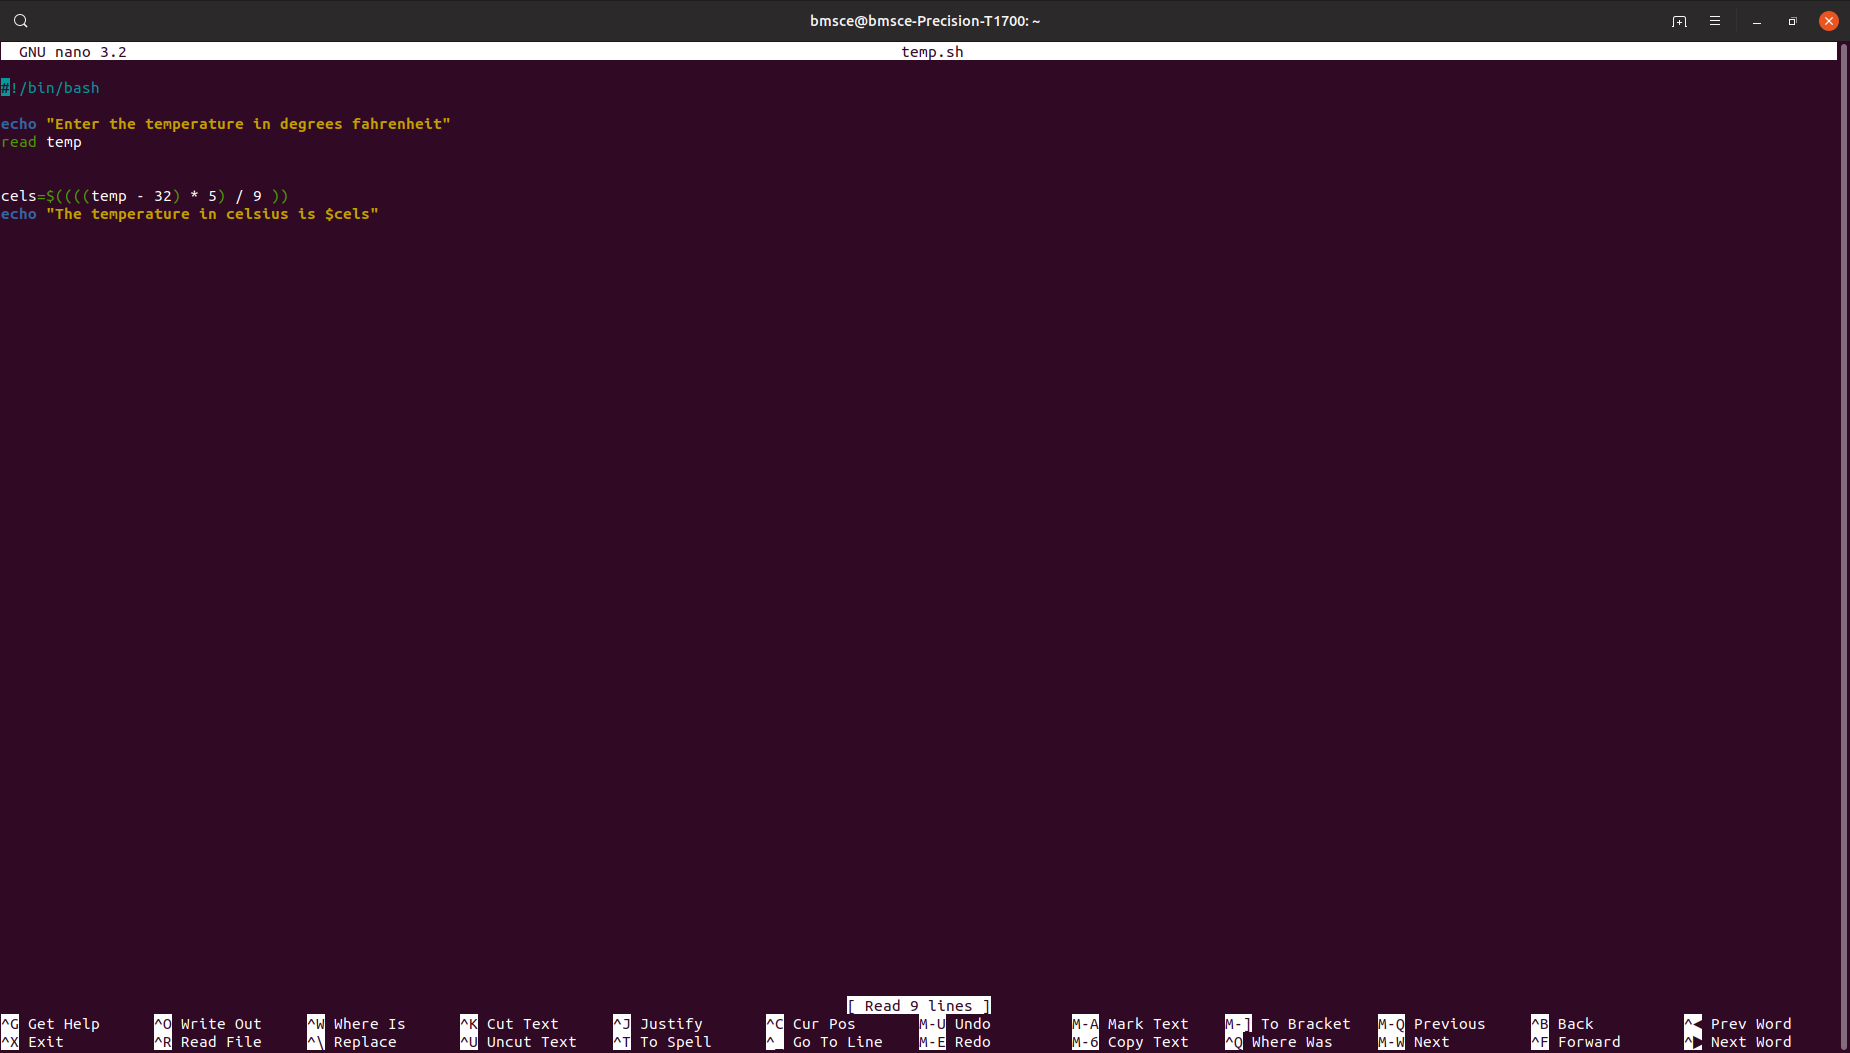 bmsce@bmsce-Precision-T1700: ~
GNU nano 3.2 temp.sh
#!/bin/bash
echo "Enter the temperature in degrees fahrenheit"
read temp
cels=$((((temp - 32) * 5) / 9 ))
echo "The temperature in celsius is $cels"
[ Read 9 lines ]
^G Get Help ^O Write Out ^W Where Is ^K Cut Text ^J Justify ^C Cur Pos M-U Undo M-A Mark Text M-] To Bracket M-Q Previous ^B Back ^◀ Prev Word
^X Exit ^R Read File ^\ Replace ^U Uncut Text ^T To Spell ^_ Go To Line M-E Redo M-6 Copy Text ^Q Where Was M-W Next ^F Forward ^▶ Next Word